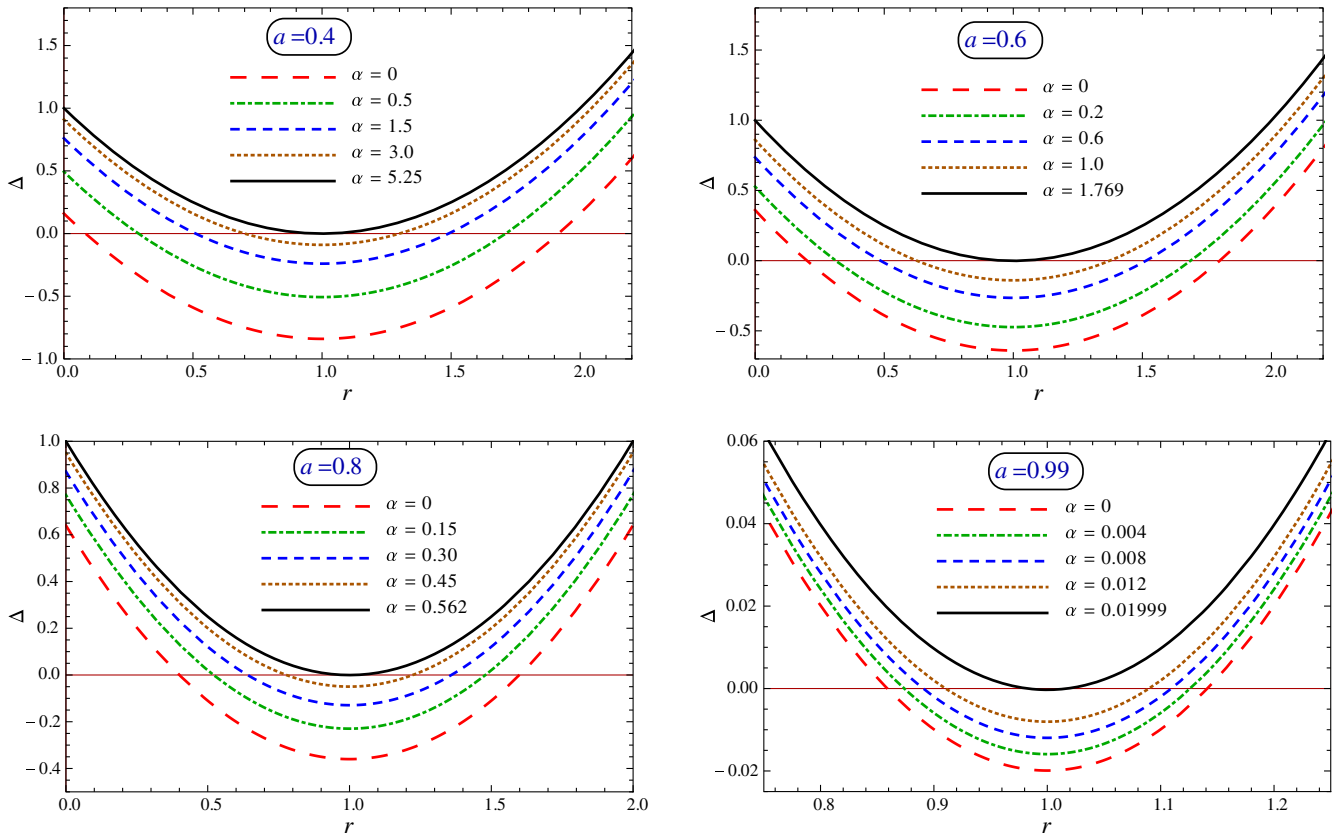 a =0.4
α = 0
α = 0.5
α = 1.5
α = 3.0
α = 5.25
1.5
1.0
0.5
0.0
−0.5
−1.0
Δ
0.0 0.5 1.0 1.5 2.0
r
a =0.6
α = 0
α = 0.2
α = 0.6
α = 1.0
α = 1.769
1.5
1.0
0.5
0.0
−0.5
Δ
0.0 0.5 1.0 1.5 2.0
r
a =0.8
α = 0
α = 0.15
α = 0.30
α = 0.45
α = 0.562
1.0
0.8
0.6
0.4
0.2
0.0
−0.2
−0.4
Δ
0.0 0.5 1.0 1.5 2.0
r
a =0.99
α = 0
α = 0.004
α = 0.008
α = 0.012
α = 0.01999
0.06
0.04
0.02
0.00
−0.02
Δ
0.8 0.9 1.0 1.1 1.2
r